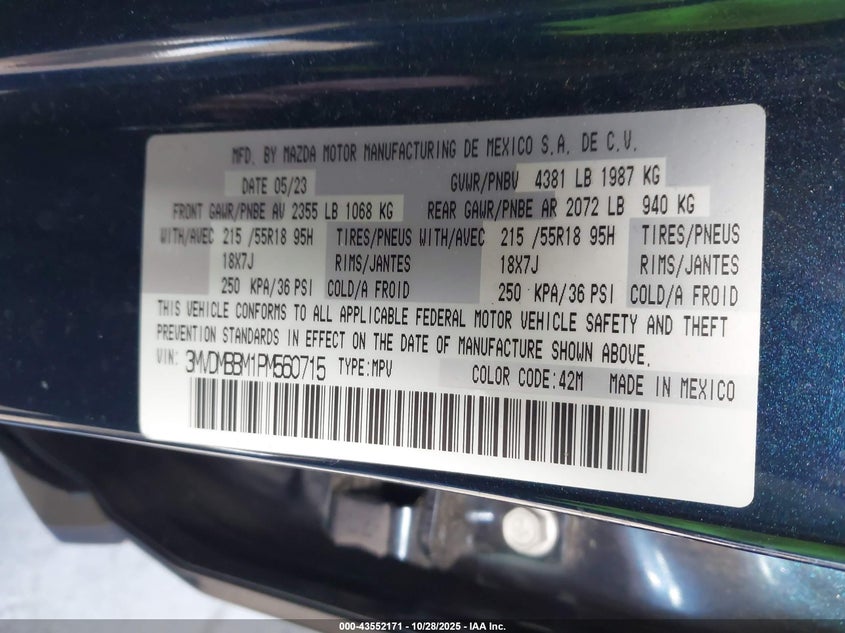 MFD. BY MAZDA MOTOR MANUFACTURING DE MEXICO S.A. DE C.V.
DATE 05/23 GVWR/PNBV 4381 LB 1987 KG
FRONT GAWR/PNBE AV 2355 LB 1068 KG REAR GAWR/PNBE AR 2072 LB 940 KG
WITH/AVEC 215 /55R18 95H TIRES/PNEUS WITH/AVEC 215 /55R18 95H TIRES/PNEUS
18X7J RIMS/JANTES 18X7J RIMS/JANTES
250 KPA/36 PSI COLD/A FROID 250 KPA/36 PSI COLD/A FROID
THIS VEHICLE CONFORMS TO ALL APPLICABLE FEDERAL MOTOR VEHICLE SAFETY AND THEFT
PREVENTION STANDARDS IN EFFECT ON THE DATE OF MANUFACTURE SHOWN ABOVE.
VIN: 3MVDMBBM1PM560715 TYPE:MPV COLOR CODE:42M MADE IN MEXICO
000-43552171 - 10/28/2025 - IAA Inc.